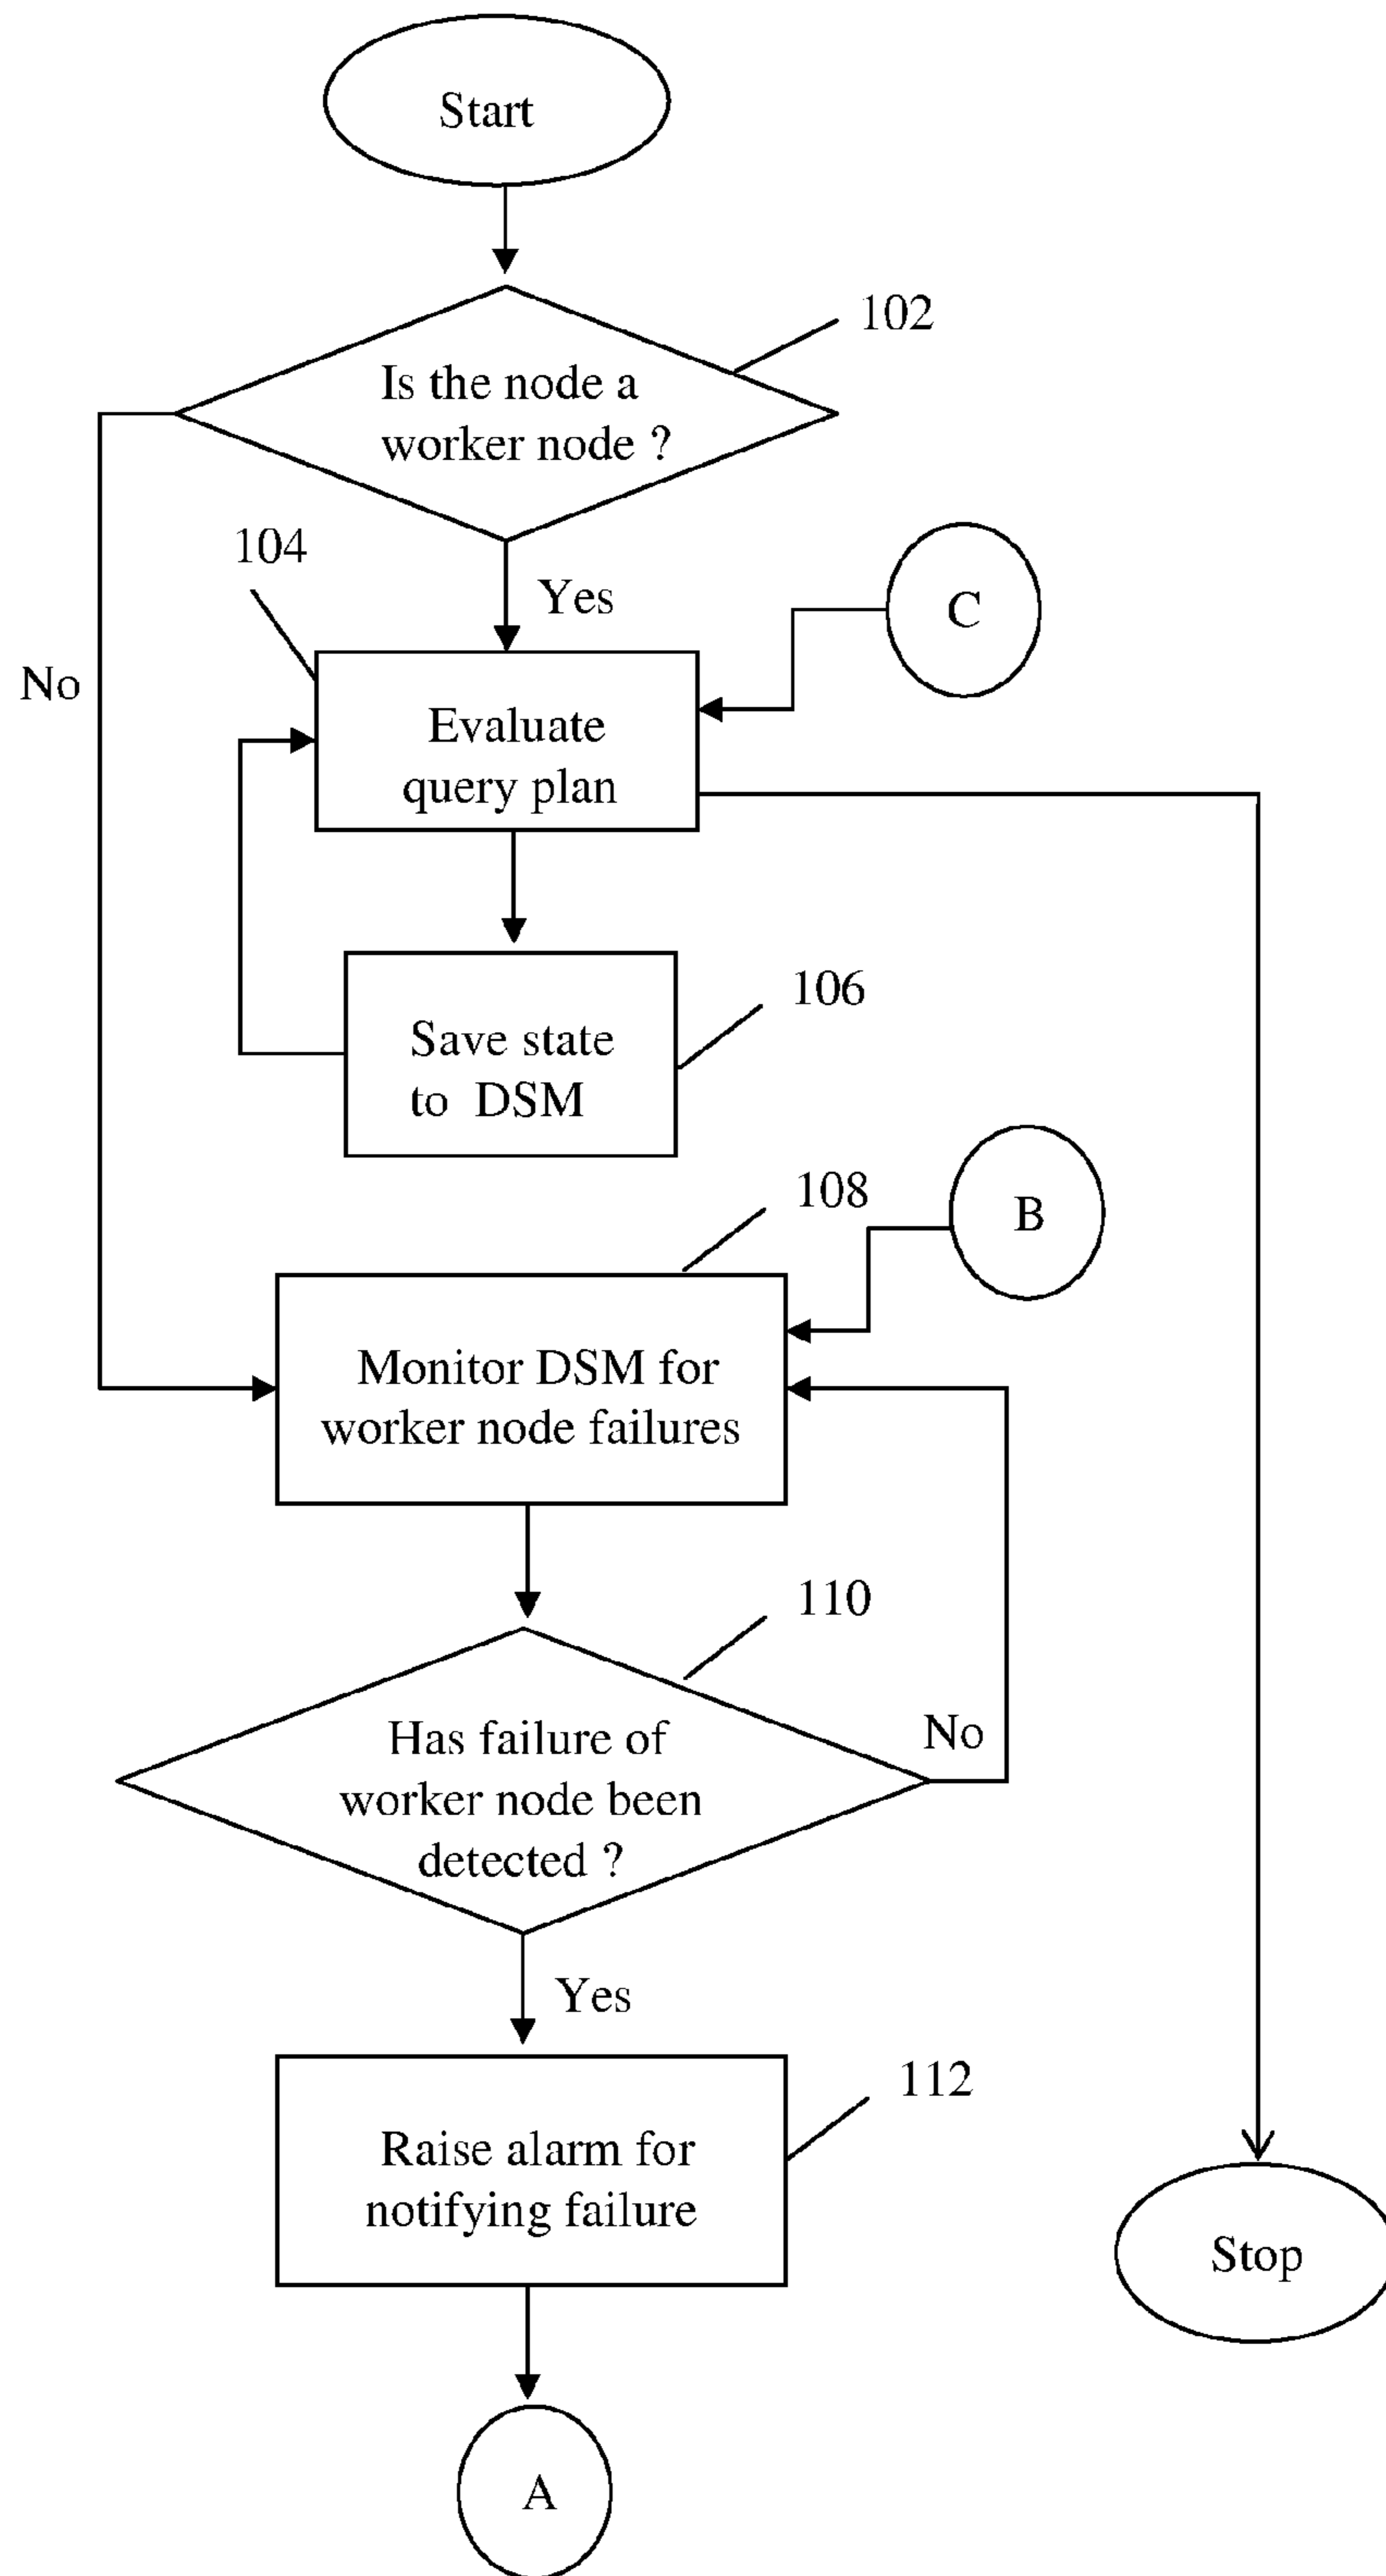 Start
102
Is the node a
worker node ?
104
Yes
C
No
Evaluate
query plan
106
Save state
to DSM
108
B
Monitor DSM for
worker node failures
110
Has failure of
worker node been
detected ?
No
Yes
112
Raise alarm for
notifying failure
Stop
A